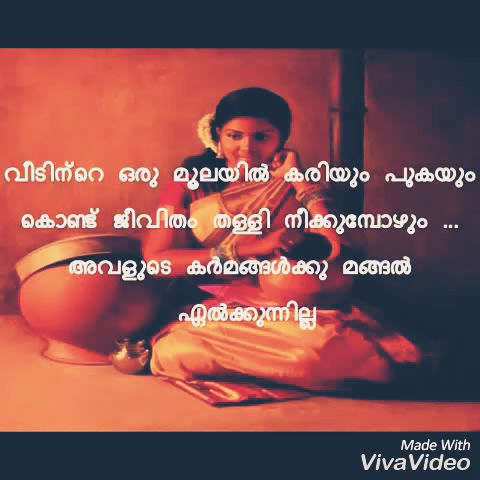 വീടിന്റെ ഒരു മൂലയിൽ കരിയും പുകയും
കൊണ്ട് ജീവിതം തള്ളി നീക്കുമ്പോഴും ...
അവളുടെ കർമങ്ങൾക്കു മങ്ങൽ
ഏൽക്കുന്നില്ല
Made With
VivaVideo